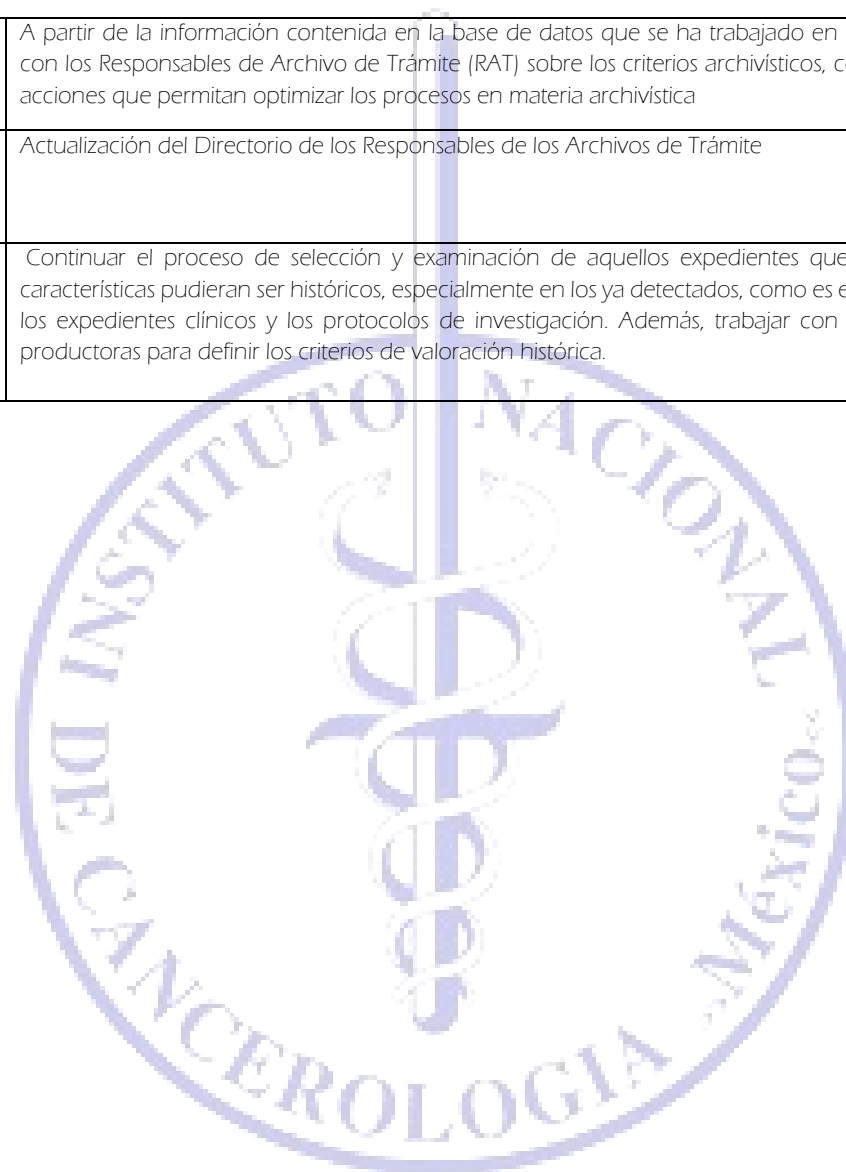 A partir de la información contenida en la base de datos que se ha trabajado en
con los Responsables de Archivo de Trámite (RAT) sobre los criterios archivísticos, c
acciones que permitan optimizar los procesos en materia archivística
Actualización del Directorio de los Responsables de los Archivos de Trámite
Continuar el proceso de selección y examinación de aquellos expedientes que
características pudieran ser históricos, especialmente en los ya detectados, como es e
los expedientes clínicos y los protocolos de investigación. Además, trabajar con
productoras para definir los criterios de valoración histórica.
INSTITUTO NACIONAL
DE CANCEROLOGIA „México“